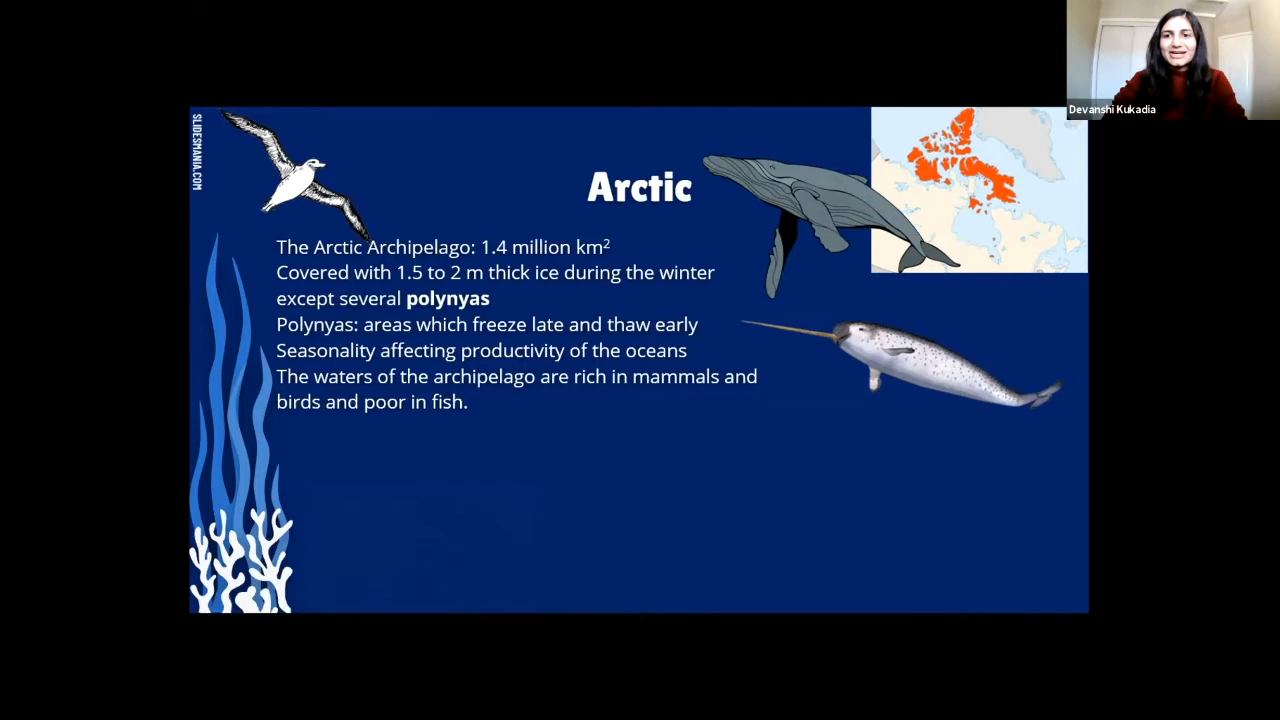 Devanshi Kukadia
SLIDESMANIA.COM
Arctic
The Arctic Archipelago: 1.4 million km²
Covered with 1.5 to 2 m thick ice during the winter
except several polynyas
Polynyas: areas which freeze late and thaw early
Seasonality affecting productivity of the oceans
The waters of the archipelago are rich in mammals and
birds and poor in fish.